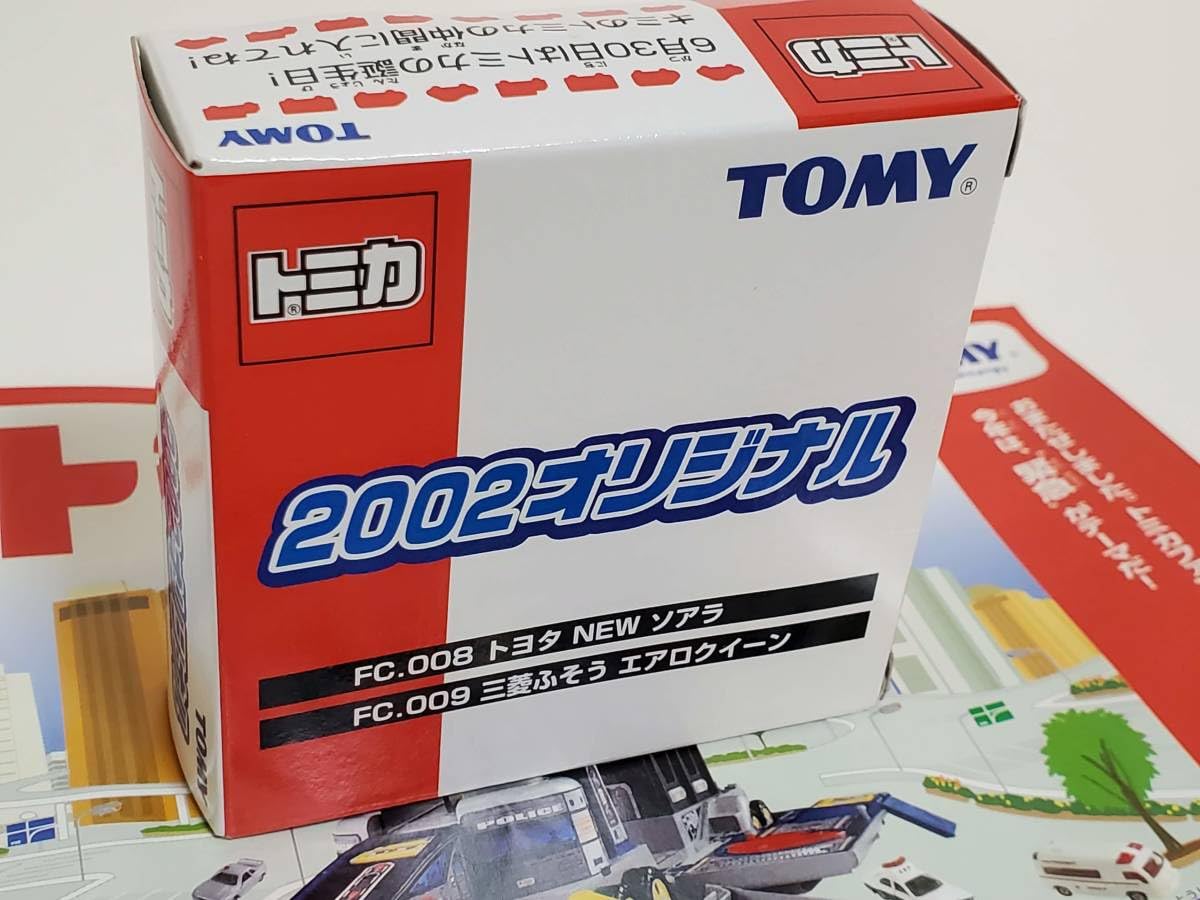 キミのトミカの仲間に入れてね!
6月30日はトミカの誕生日!
TOMY
トミカ
TOMY®
トミカ®
2002オリジナル
FC.008 トヨタ NEW ソアラ
FC.009 三菱ふそう エアロクイーン
TOMY
ト
POLICE